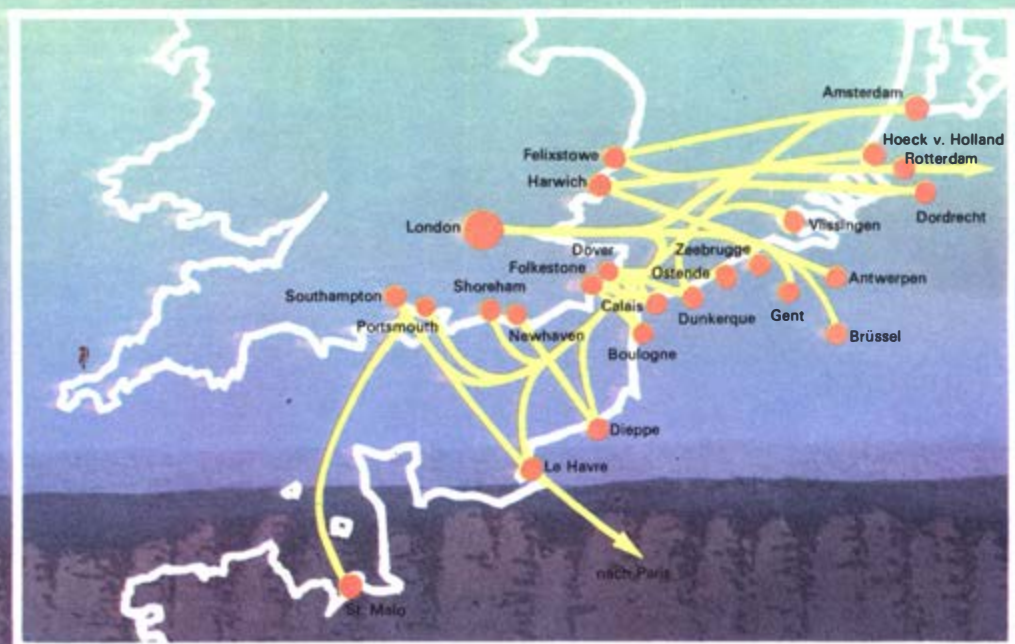 Amsterdam
Hoeck v. Holland
Felixstowe
Rotterdam
Harwich
Dordrecht
London
Vlissingen
Dover
Zeebrugge
Folkestone
Ostende
Antwerpen
Southampton
Shoreham
Calais
Portsmouth
Newhaven
Dunkerque
Gent
Brüssel
Boulogne
Dieppe
Le Havre
nach Paris
St. Malo